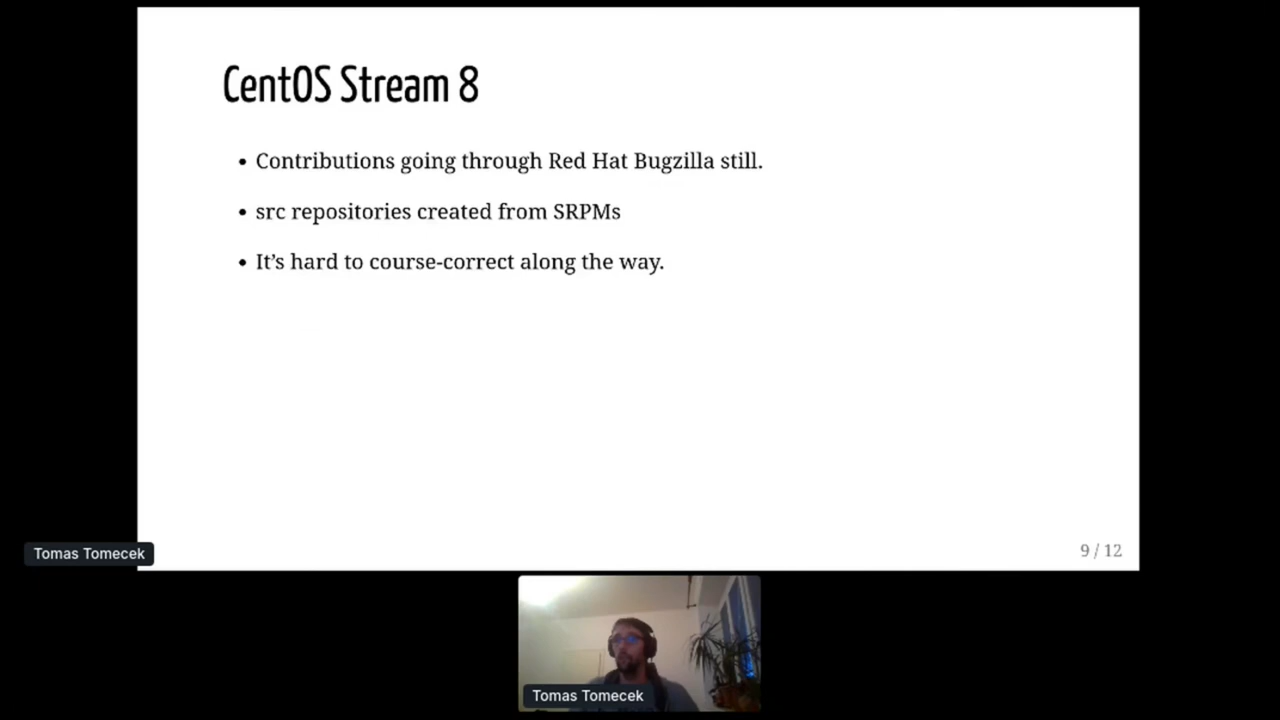 CentOS Stream 8
• Contributions going through Red Hat Bugzilla still.
• src repositories created from SRPMs
• It’s hard to course-correct along the way.
9 / 12
Tomas Tomecek
Tomas Tomecek